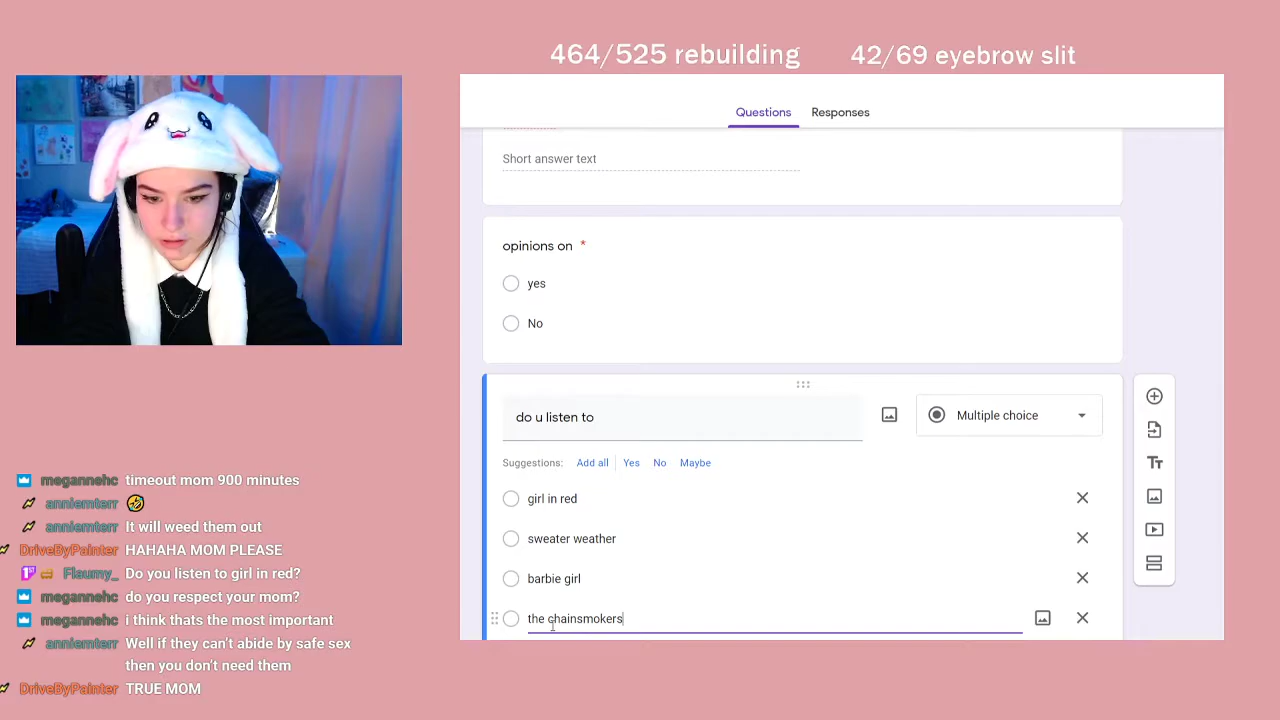 464/525 rebuilding
42/69 eyebrow slit
Questions
Responses
Short answer text
opinions on *
yes
No
do u listen to
Multiple choice
Suggestions: Add all Yes No Maybe
girl in red
sweater weather
barbie girl
the chainsmokers
megannehc timeout mom 900 minutes
anniemterr 🤣
anniemterr It will weed them out
DriveByPainter HAHAHA MOM PLEASE
Flaumy_ Do you listen to girl in red?
megannehc do you respect your mom?
megannehc i think thats the most important
anniemterr Well if they can't abide by safe sex
then you don't need them
DriveByPainter TRUE MOM